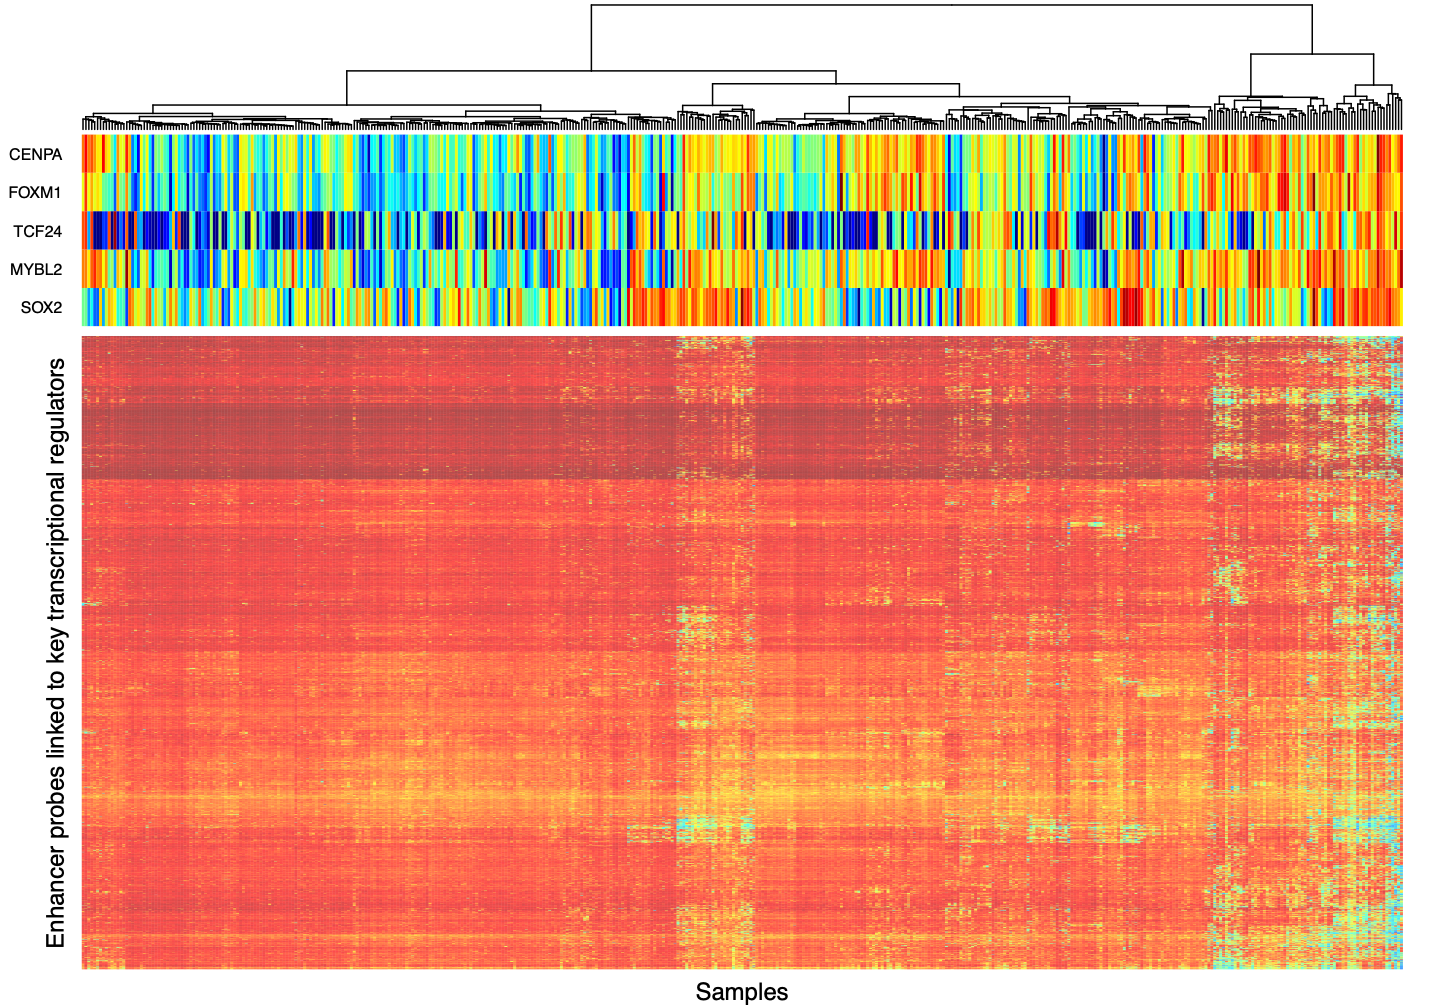 CENPA
FOXM1
TCF24
MYBL2
SOX2
Enhancer probes linked to key transcriptional regulators
Samples